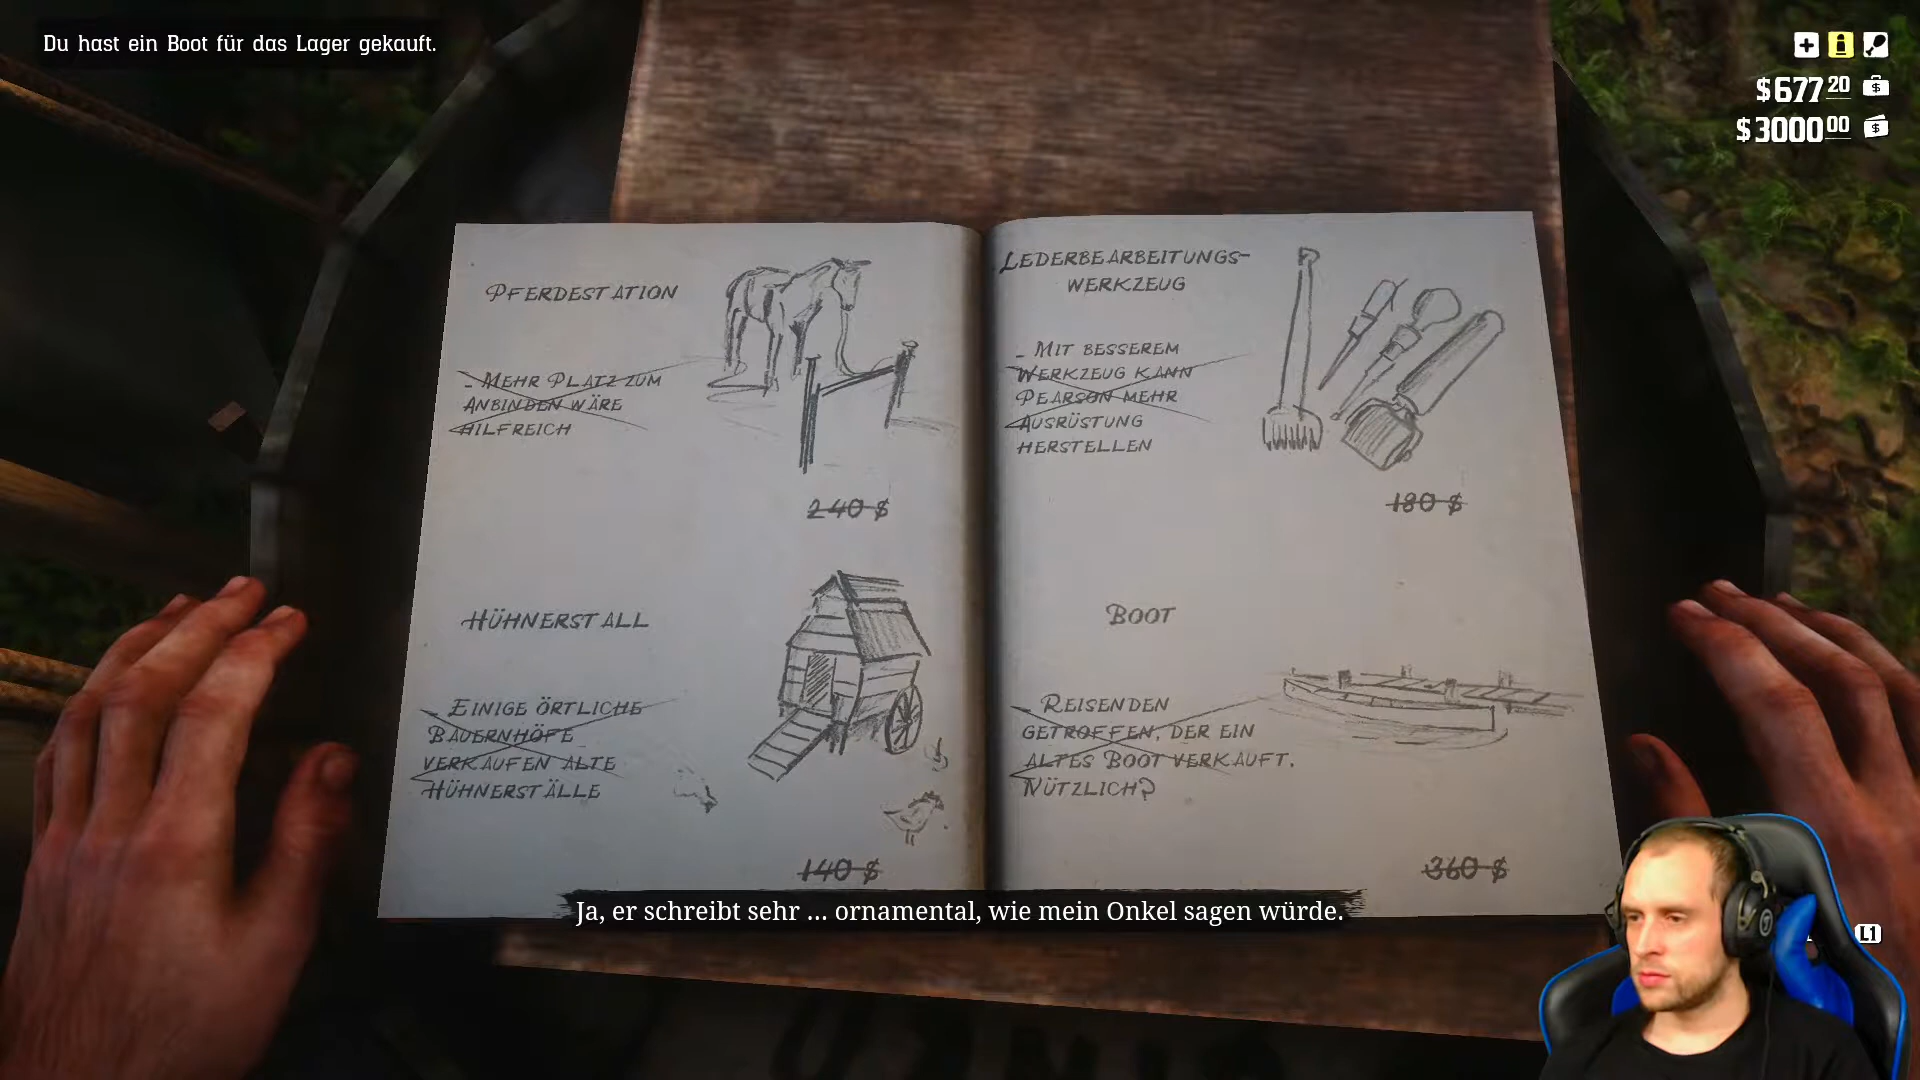 Du hast ein Boot für das Lager gekauft.
$677 20
$3000 00
PFERDESTATION
- MEHR PLATZ ZUM
ANBINDEN WÄRE
HILFREICH
240 $
HÜHNERSTALL
- EINIGE ÖRTLICHE
BAUERNHÖFE
VERKAUFEN ALTE
HÜHNERSTÄLLE
140 $
LEDERBEARBEITUNGS-
WERKZEUG
- MIT BESSEREM
WERKZEUG KANN
PEARSON MEHR
AUSRÜSTUNG
HERSTELLEN
180 $
BOOT
- REISENDEN
GETROFFEN, DER EIN
ALTES BOOT VERKAUFT.
NÜTZLICH?
360 $
Ja, er schreibt sehr ... ornamental, wie mein Onkel sagen würde.
L1